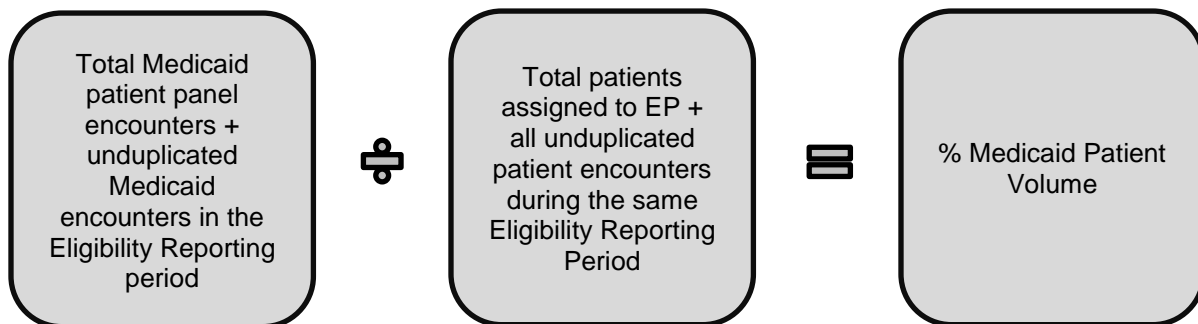 Total Medicaid
patient panel
encounters +
unduplicated
Medicaid
encounters in the
Eligibility Reporting
period
÷
Total patients
assigned to EP +
all unduplicated
patient encounters
during the same
Eligibility Reporting
Period
=
% Medicaid Patient
Volume